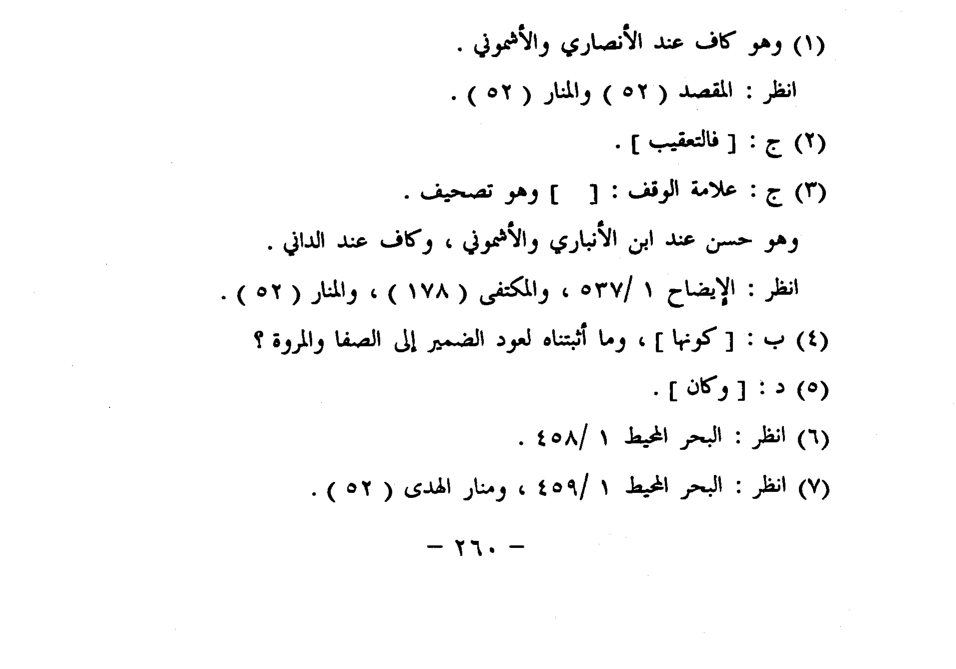 (١) وهو كاف عند الأنصاري والأشموني .
انظر : المقصد ( ٥٢ ) والمنار ( ٥٢ ) .
(٢) ج : [ فالتعقيب ] .
(٣) ج : علامة الوقف : [ ] وهو تصحيف .
وهو حسن عند ابن الأنباري والأشموني ، وكاف عند الداني .
انظر : الإيضاح ١ /٥٣٧ ، والمكتفى ( ١٧٨ ) ، والمنار ( ٥٢ ) .
(٤) ب : [ كونها ] ، وما أثبتناه لعود الضمير إلى الصفا والمروة ؟
(٥) د : [ وكان ] .
(٦) انظر : البحر المحيط ١ /٤٥٨ .
(٧) انظر : البحر المحيط ١ /٤٥٩ ، ومنار الهدى ( ٥٢ ) .
– ٢٦٠ –